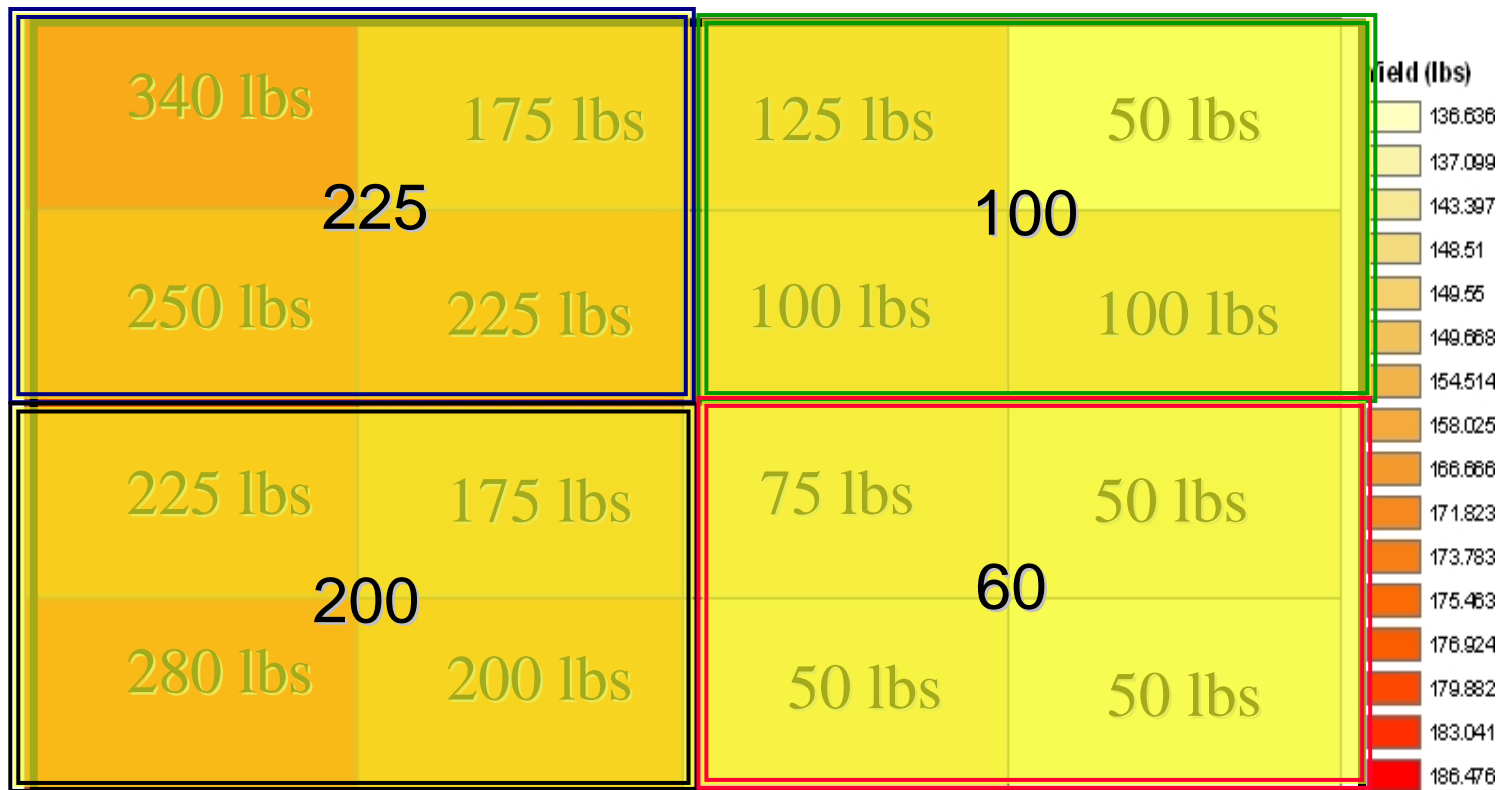 340 lbs
175 lbs
125 lbs
50 lbs
225
100
250 lbs
225 lbs
100 lbs
100 lbs
225 lbs
175 lbs
75 lbs
50 lbs
200
60
280 lbs
200 lbs
50 lbs
50 lbs
ield (lbs)
136.636
137.099
143.397
148.51
149.55
149.668
154.514
158.025
166.666
171.823
173.783
175.463
176.924
179.882
183.041
186.476